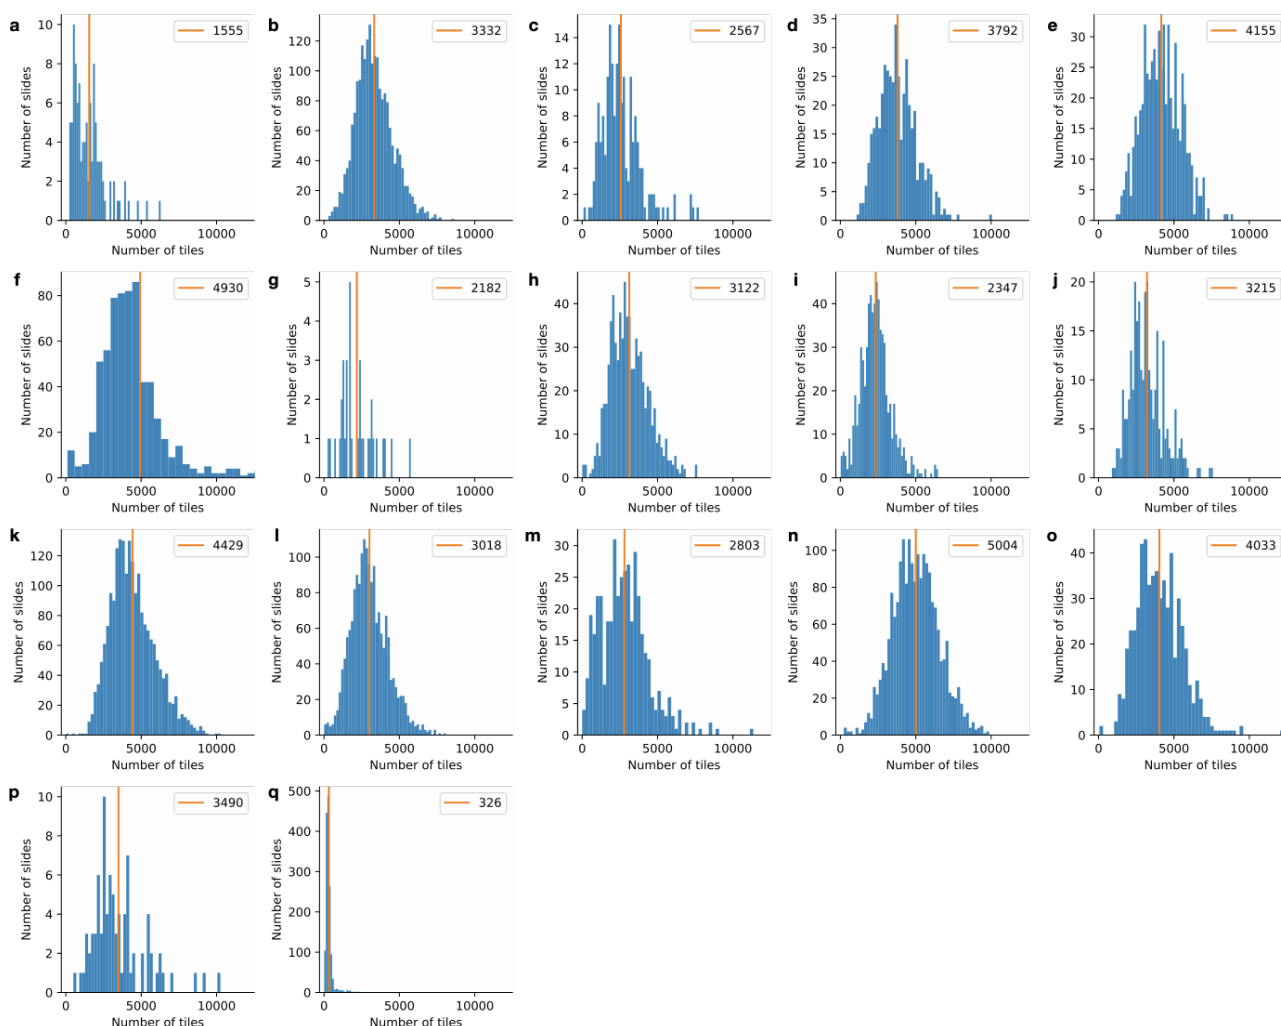 a
1555
10
8
6
4
2
0
Number of slides
0 5000 10000
Number of tiles
b
3332
120
100
80
60
40
20
0
Number of slides
0 5000 10000
Number of tiles
c
2567
14
12
10
8
6
4
2
0
Number of slides
0 5000 10000
Number of tiles
d
3792
35
30
25
20
15
10
5
0
Number of slides
0 5000 10000
Number of tiles
e
4155
30
25
20
15
10
5
0
Number of slides
0 5000 10000
Number of tiles
f
4930
80
60
40
20
0
Number of slides
0 5000 10000
Number of tiles
g
2182
5
4
3
2
1
0
Number of slides
0 5000 10000
Number of tiles
h
3122
40
30
20
10
0
Number of slides
0 5000 10000
Number of tiles
i
2347
40
30
20
10
0
Number of slides
0 5000 10000
Number of tiles
j
3215
20
15
10
5
0
Number of slides
0 5000 10000
Number of tiles
k
4429
120
100
80
60
40
20
0
Number of slides
0 5000 10000
Number of tiles
l
3018
100
80
60
40
20
0
Number of slides
0 5000 10000
Number of tiles
m
2803
30
25
20
15
10
5
0
Number of slides
0 5000 10000
Number of tiles
n
5004
100
80
60
40
20
0
Number of slides
0 5000 10000
Number of tiles
o
4033
40
30
20
10
0
Number of slides
0 5000 10000
Number of tiles
p
3490
10
8
6
4
2
0
Number of slides
0 5000 10000
Number of tiles
q
326
500
400
300
200
100
0
Number of slides
0 5000 10000
Number of tiles